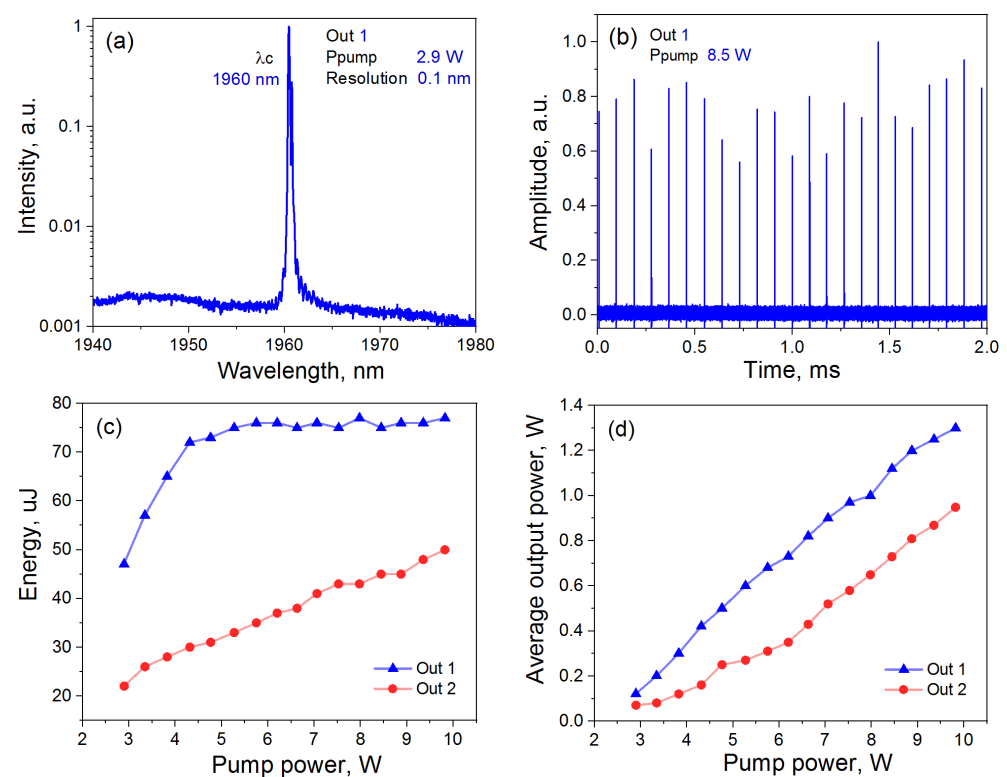 (a)
Out 1
λc
Ppump 2.9 W
1960 nm
Resolution 0.1 nm
1
0.1
0.01
0.001
Intensity, a.u.
1940 1950 1960 1970 1980
Wavelength, nm
(b)
Out 1
Ppump 8.5 W
1.0
0.8
0.6
0.4
0.2
0.0
Amplitude, a.u.
0.0 0.5 1.0 1.5 2.0
Time, ms
(c)
80
70
60
50
40
30
20
Energy, uJ
Out 1
Out 2
2 3 4 5 6 7 8 9 10
Pump power, W
(d)
1.4
1.2
1.0
0.8
0.6
0.4
0.2
0.0
Average output power, W
Out 1
Out 2
2 3 4 5 6 7 8 9 10
Pump power, W